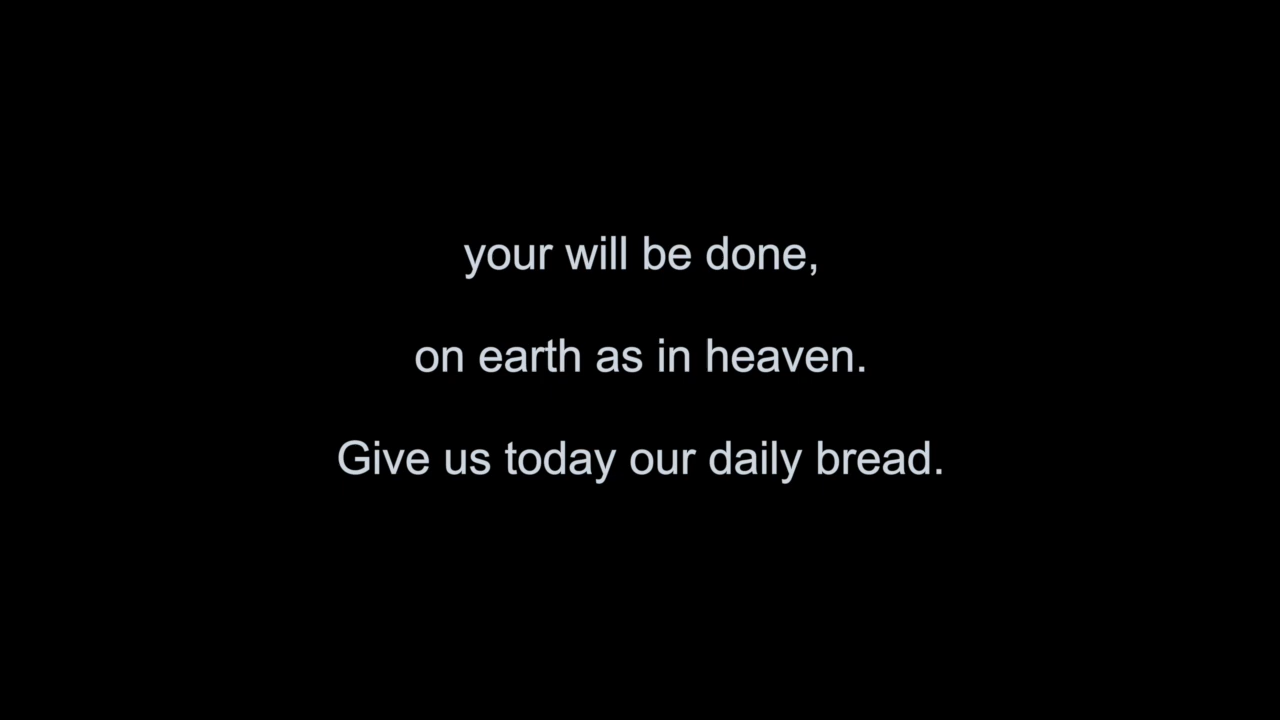 your will be done,
on earth as in heaven.
Give us today our daily bread.